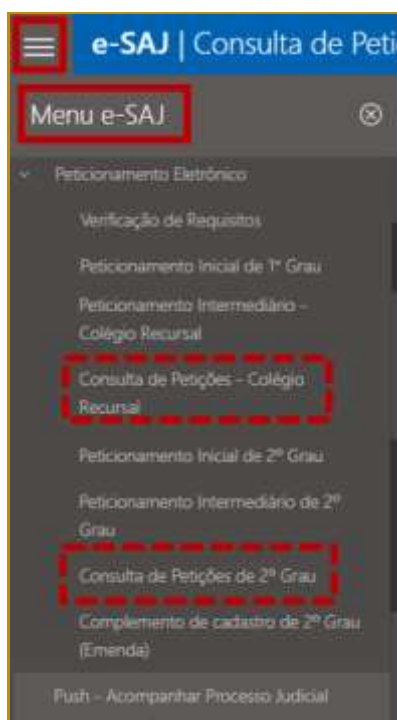 e-SAJ | Consulta de Peti
Menu e-SAJ
Peticionamento Eletrônico
Verificação de Requisitos
Peticionamento Inicial de 1º Grau
Peticionamento Intermediário –
Colégio Recursal
Consulta de Petições – Colégio
Recursal
Peticionamento Inicial de 2º Grau
Peticionamento Intermediário de 2º
Grau
Consulta de Petições de 2º Grau
Complemento de cadastro de 2º Grau
(Emenda)
Push – Acompanhar Processo Judicial